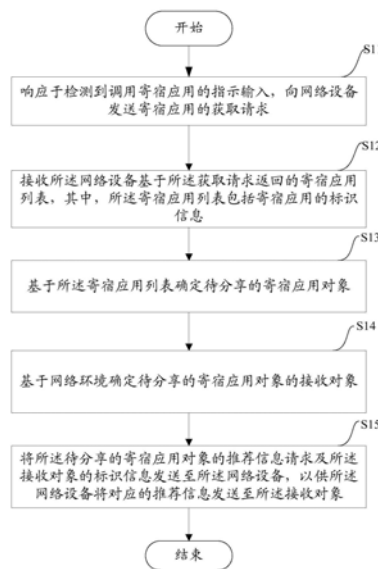 开始
S11
响应于检测到调用寄宿应用的指示输入，向网络设备
发送寄宿应用的获取请求
S12
接收所述网络设备基于所述获取请求返回的寄宿应用
列表，其中，所述寄宿应用列表包括寄宿应用的标识
信息
S13
基于所述寄宿应用列表确定待分享的寄宿应用对象
S14
基于网络环境确定待分享的寄宿应用对象的接收对象
S15
将所述待分享的寄宿应用对象的推荐信息请求及所述
接收对象的标识信息发送至所述网络设备，以供所述
网络设备将对应的推荐信息发送至所述接收对象
结束